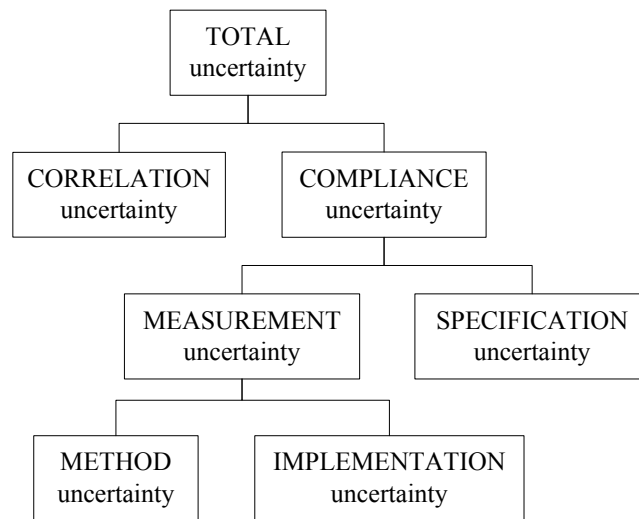 TOTAL
uncertainty
CORRELATION
uncertainty
COMPLIANCE
uncertainty
MEASUREMENT
uncertainty
SPECIFICATION
uncertainty
METHOD
uncertainty
IMPLEMENTATION
uncertainty